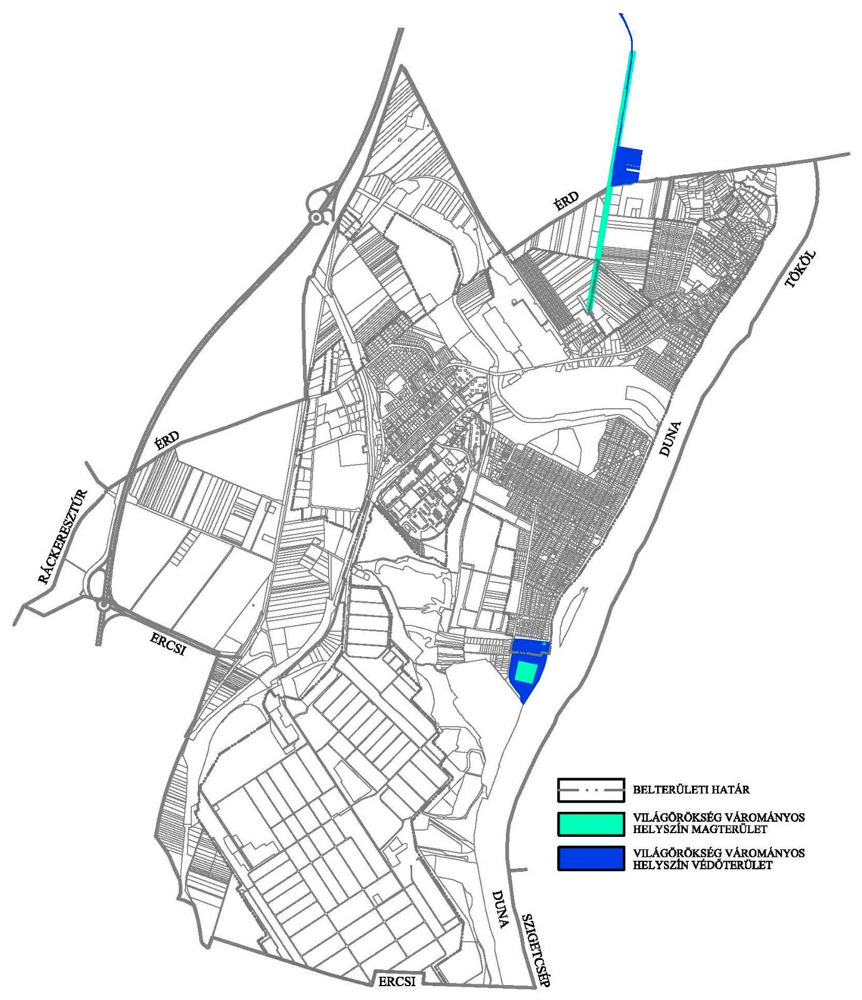 ÉRD
TÖKÖL
DUNA
ÉRD
RÁCKERESZTÚR
ERCSI
BELTERÜLETI HATÁR
VILÁGÖRÖKSÉG VÁROMÁNYOS
HELYSZÍN MAGTERÜLET
VILÁGÖRÖKSÉG VÁROMÁNYOS
HELYSZÍN VÉDŐTERÜLET
DUNA
SZIGETCSÉP
ERCSI